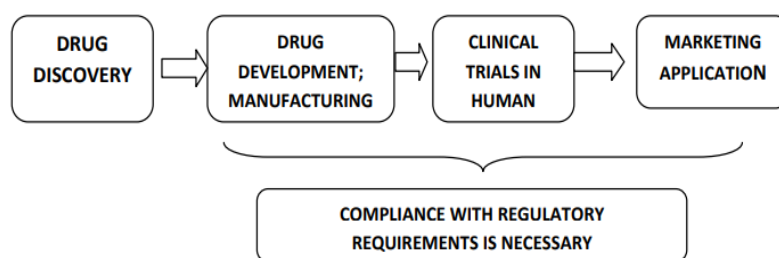 DRUG
DISCOVERY
DRUG
DEVELOPMENT;
MANUFACTURING
CLINICAL
TRIALS IN
HUMAN
MARKETING
APPLICATION
COMPLIANCE WITH REGULATORY
REQUIREMENTS IS NECESSARY